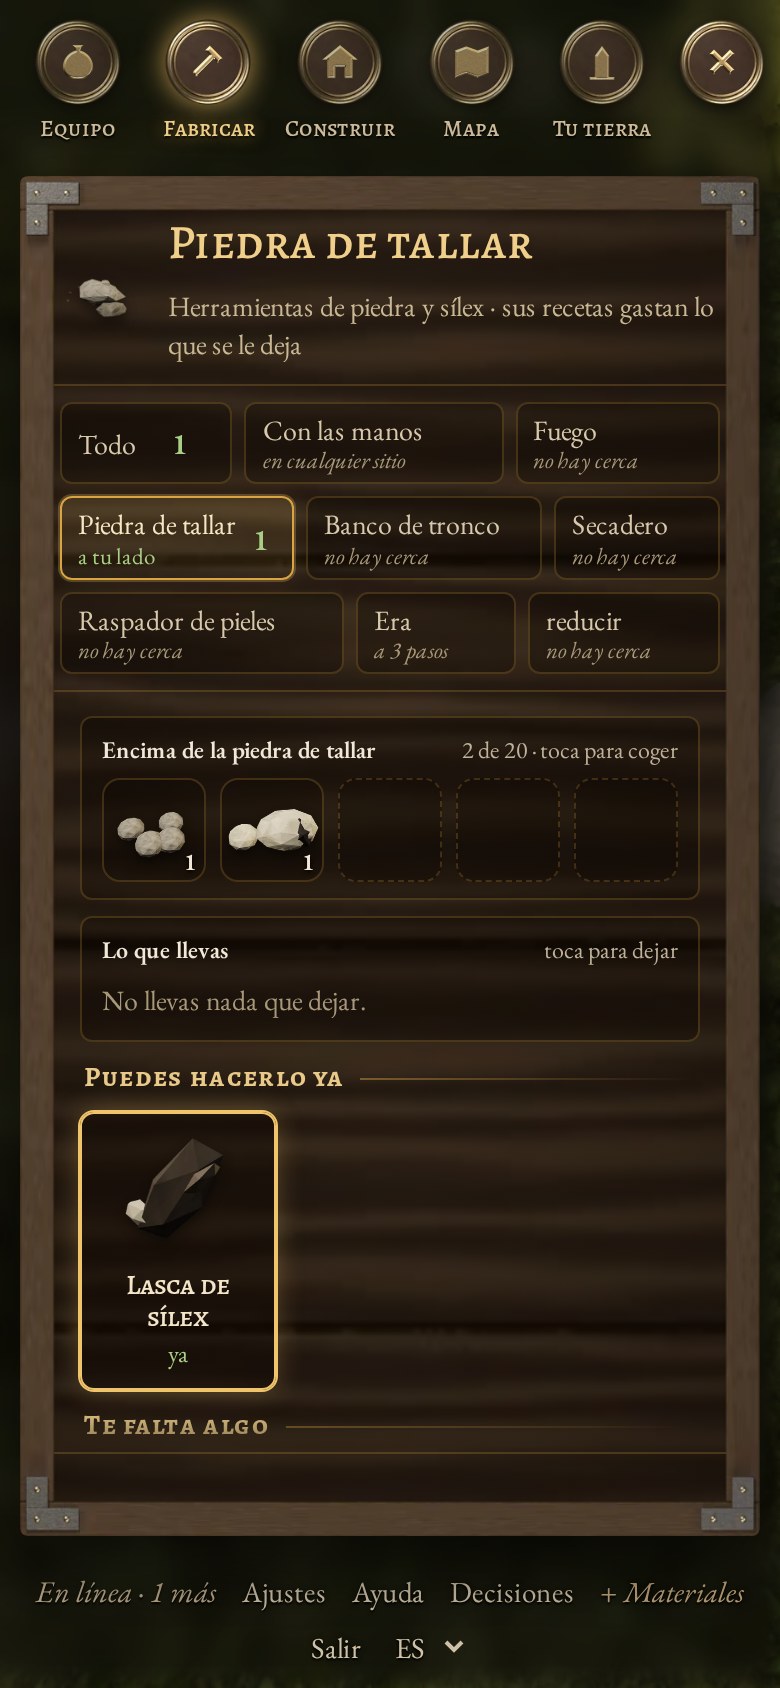 Equipo
Fabricar
Construir
Mapa
Tu tierra
Piedra de tallar
Herramientas de piedra y sílex · sus recetas gastan lo
que se le deja
Todo 1
Con las manos
en cualquier sitio
Fuego
no hay cerca
Piedra de tallar 1
a tu lado
Banco de tronco
no hay cerca
Secadero
no hay cerca
Raspador de pieles
no hay cerca
Era
a 3 pasos
reducir
no hay cerca
Encima de la piedra de tallar
2 de 20 · toca para coger
1
1
Lo que llevas
toca para dejar
No llevas nada que dejar.
Puedes hacerlo ya
Lasca de
sílex
ya
Te falta algo
En línea · 1 más Ajustes Ayuda Decisiones + Materiales
Salir ES